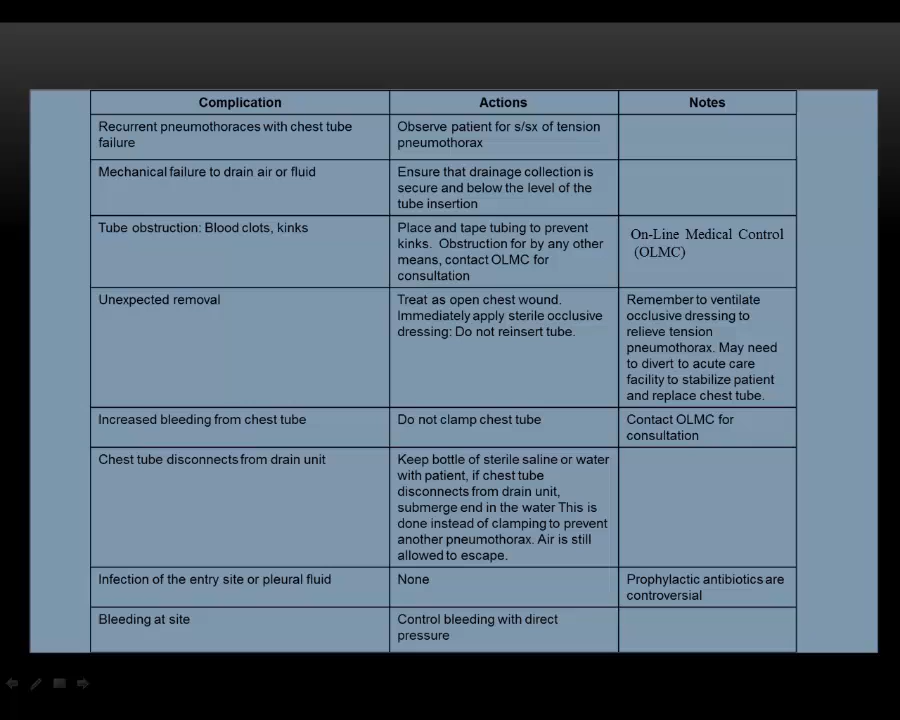 Complication Actions Notes
Recurrent pneumothoraces with chest tube
failure
Observe patient for s/sx of tension
pneumothorax
Mechanical failure to drain air or fluid
Ensure that drainage collection is
secure and below the level of the
tube insertion
Tube obstruction: Blood clots, kinks
Place and tape tubing to prevent
kinks. Obstruction for by any other
means, contact OLMC for
consultation
On-Line Medical Control
(OLMC)
Unexpected removal
Treat as open chest wound.
Immediately apply sterile occlusive
dressing: Do not reinsert tube.
Remember to ventilate
occlusive dressing to
relieve tension
pneumothorax. May need
to divert to acute care
facility to stabilize patient
and replace chest tube.
Increased bleeding from chest tube
Do not clamp chest tube
Contact OLMC for
consultation
Chest tube disconnects from drain unit
Keep bottle of sterile saline or water
with patient, if chest tube
disconnects from drain unit,
submerge end in the water This is
done instead of clamping to prevent
another pneumothorax. Air is still
allowed to escape.
Infection of the entry site or pleural fluid
None
Prophylactic antibiotics are
controversial
Bleeding at site
Control bleeding with direct
pressure